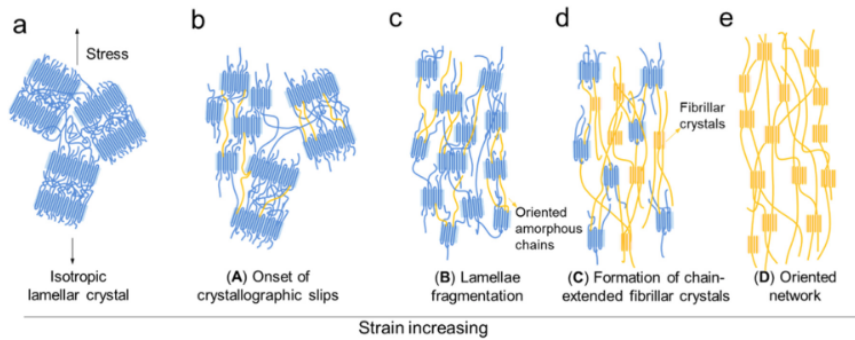 a
b
c
d
e
Stress
Fibrillar
crystals
Oriented
amorphous
chains
Isotropic
lamellar crystal
(A) Onset of
crystallographic slips
(B) Lamellae
fragmentation
(C) Formation of chain-
extended fibrillar crystals
(D) Oriented
network
Strain increasing